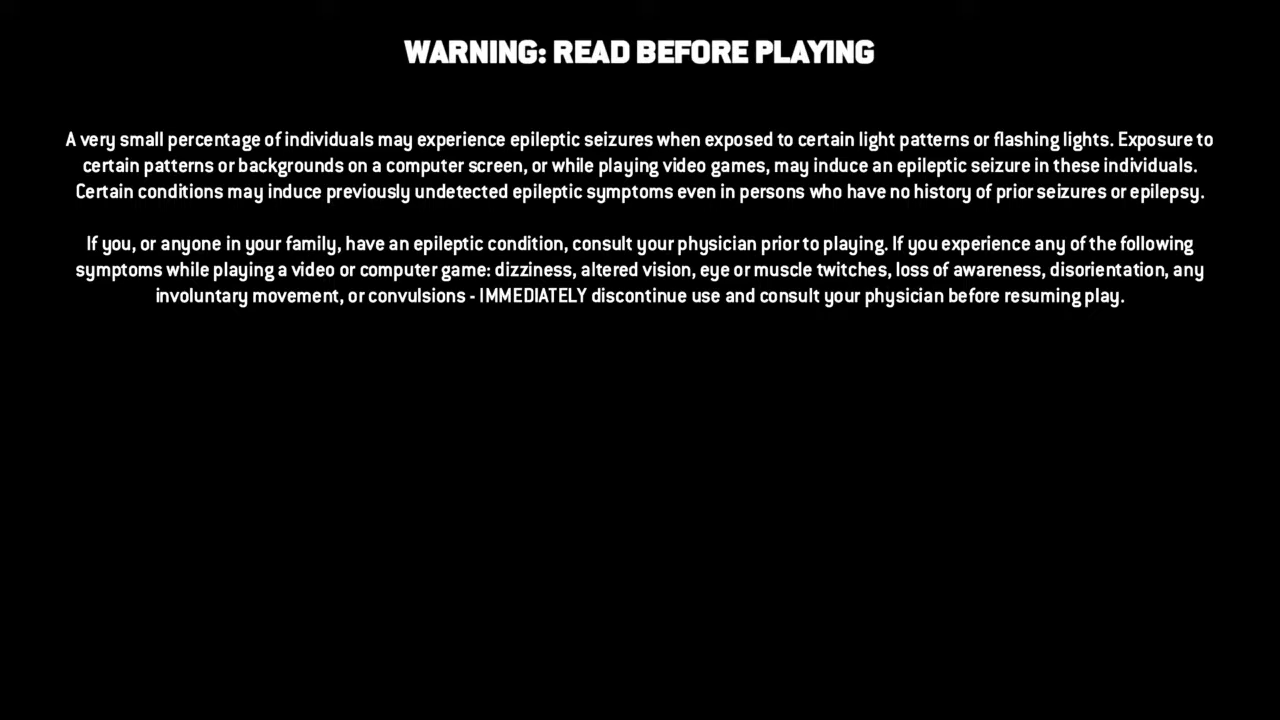 WARNING: READ BEFORE PLAYING
A very small percentage of individuals may experience epileptic seizures when exposed to certain light patterns or flashing lights. Exposure to
certain patterns or backgrounds on a computer screen, or while playing video games, may induce an epileptic seizure in these individuals.
Certain conditions may induce previously undetected epileptic symptoms even in persons who have no history of prior seizures or epilepsy.
If you, or anyone in your family, have an epileptic condition, consult your physician prior to playing. If you experience any of the following
symptoms while playing a video or computer game: dizziness, altered vision, eye or muscle twitches, loss of awareness, disorientation, any
involuntary movement, or convulsions - IMMEDIATELY discontinue use and consult your physician before resuming play.